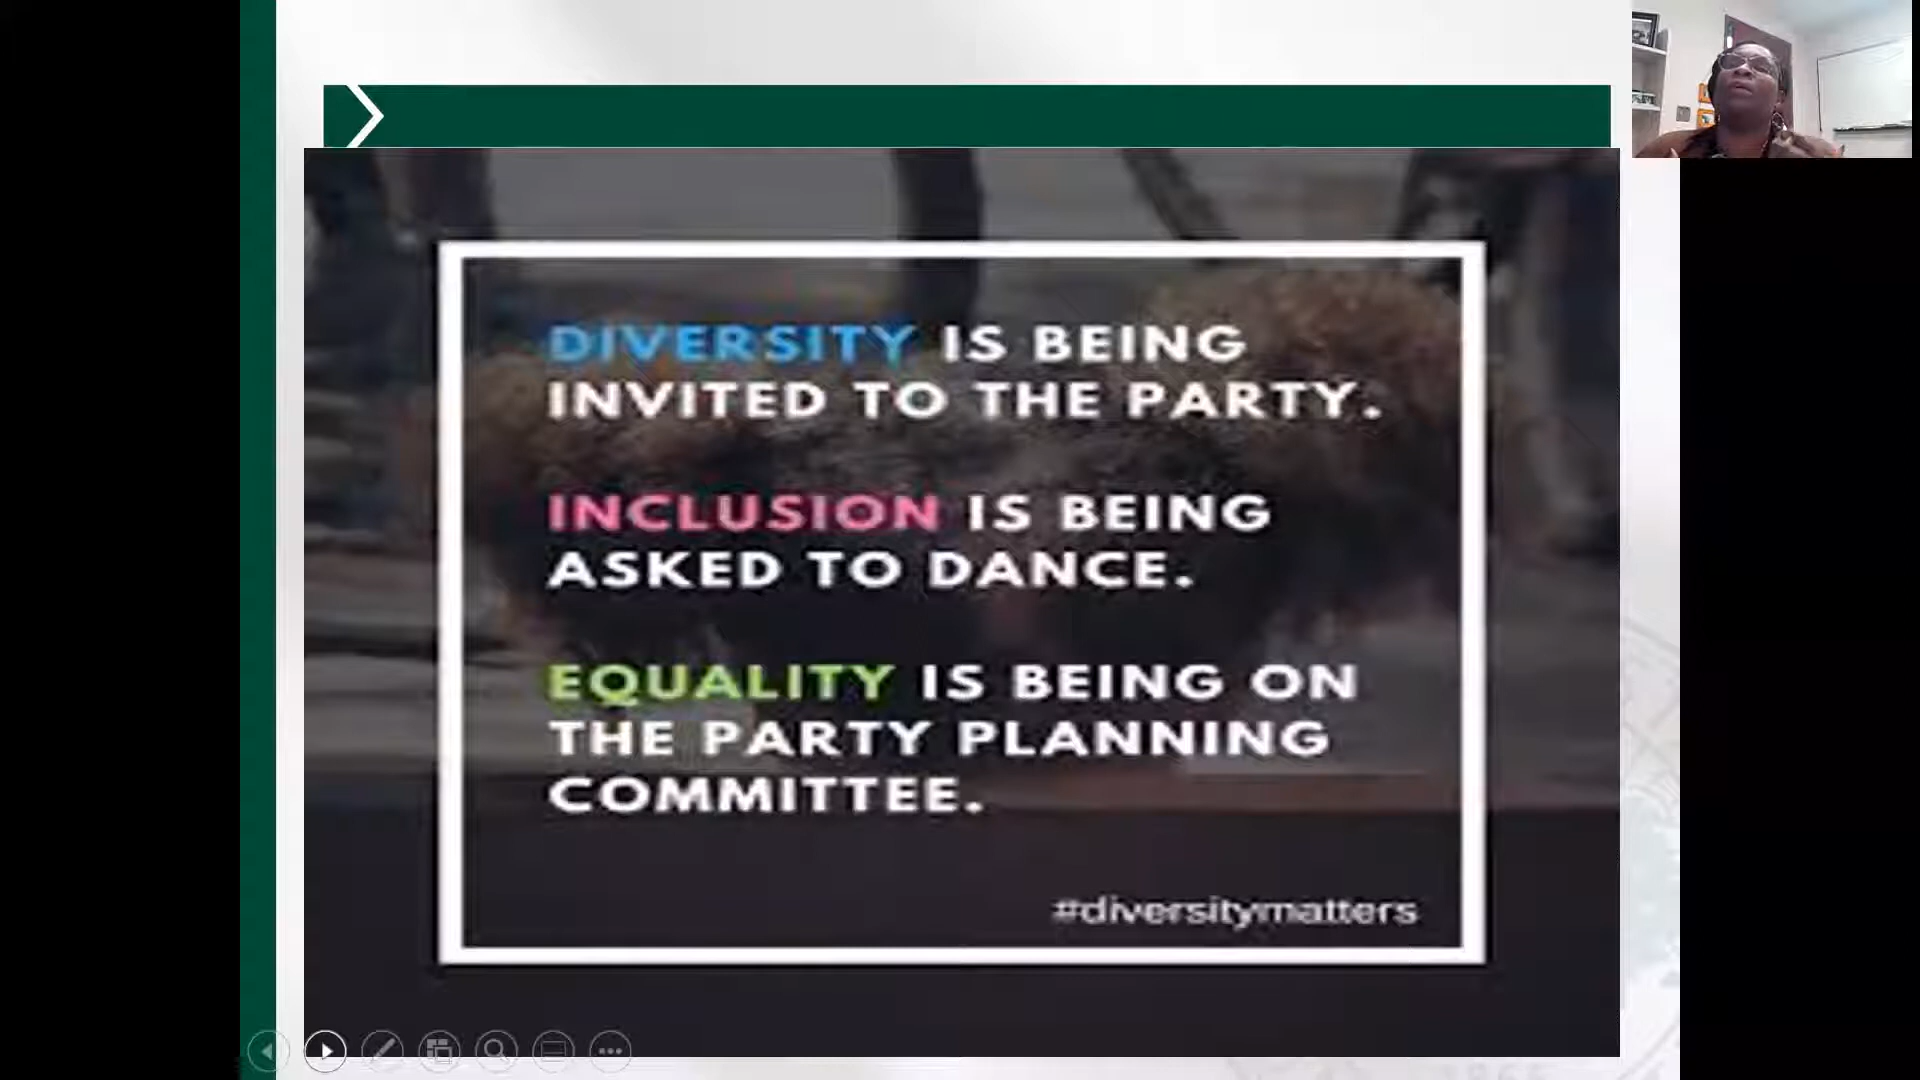 DIVERSITY IS BEING
INVITED TO THE PARTY.
INCLUSION IS BEING
ASKED TO DANCE.
EQUALITY IS BEING ON
THE PARTY PLANNING
COMMITTEE.
#diversitymatters